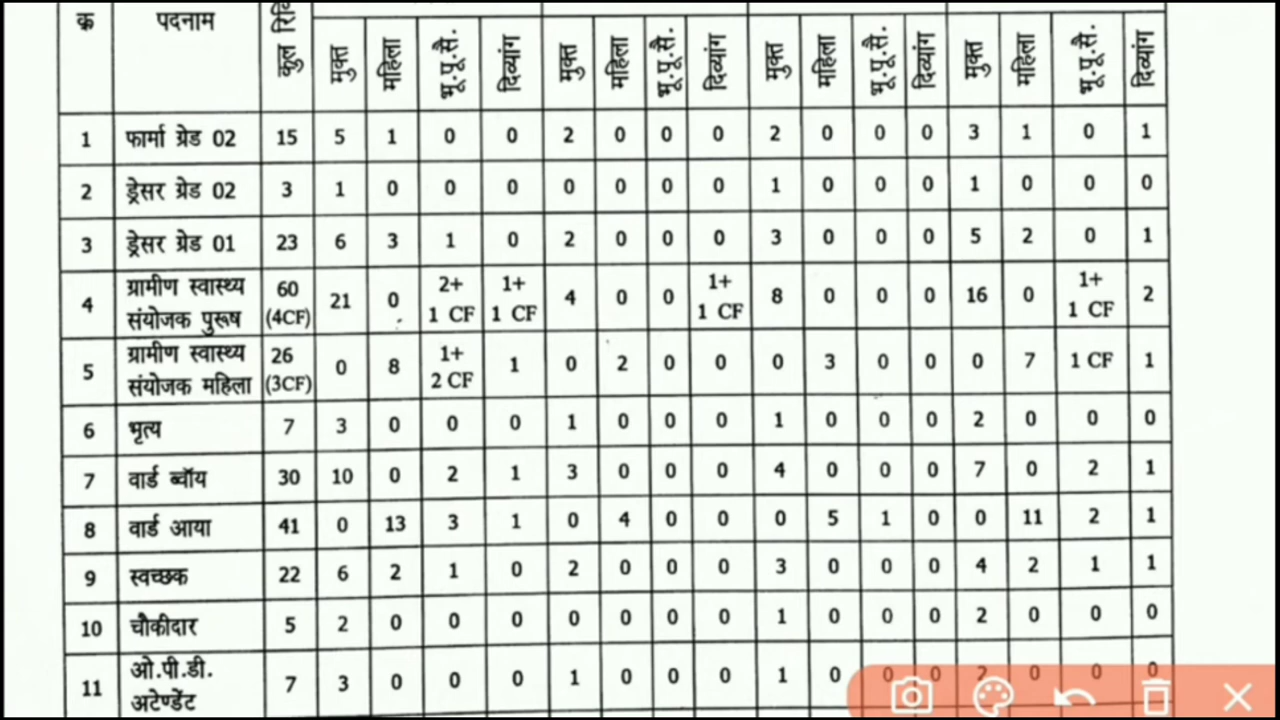 क्र पदनाम कुल मुक्त महिला भू.पू.सै. दिव्यांग मुक्त महिला भू.पू.सै. दिव्यांग मुक्त महिला भू.पू.सै. दिव्यांग मुक्त महिला भू.पू.सै. दिव्यांग
1 फार्मा ग्रेड 02 15 5 1 0 0 2 0 0 0 2 0 0 0 3 1 0 1
2 ड्रेसर ग्रेड 02 3 1 0 0 0 0 0 0 0 1 0 0 0 1 0 0 0
3 ड्रेसर ग्रेड 01 23 6 3 1 0 2 0 0 0 3 0 0 0 5 2 0 1
ग्रामीण स्वास्थ्य 60 2+ 1+ 1+ 1+
4 21 0 4 0 0 8 0 0 0 16 0 2
संयोजक पुरूष (4CF) 1 CF 1 CF 1 CF 1 CF
ग्रामीण स्वास्थ्य 26 1+
5 0 8 1 0 2 0 0 0 3 0 0 0 7 1 CF 1
संयोजक महिला (3CF) 2 CF
6 भृत्य 7 3 0 0 0 1 0 0 0 1 0 0 0 2 0 0 0
7 वार्ड ब्वॉय 30 10 0 2 1 3 0 0 0 4 0 0 0 7 0 2 1
8 वार्ड आया 41 0 13 3 1 0 4 0 0 0 5 1 0 0 11 2 1
9 स्वच्छक 22 6 2 1 0 2 0 0 0 3 0 0 0 4 2 1 1
10 चौकीदार 5 2 0 0 0 0 0 0 0 1 0 0 0 2 0 0 0
ओ.पी.डी.
11 7 3 0 0 0 1 0 0 0 1 0 0 0 2 0 0 0
अटेण्डेंट